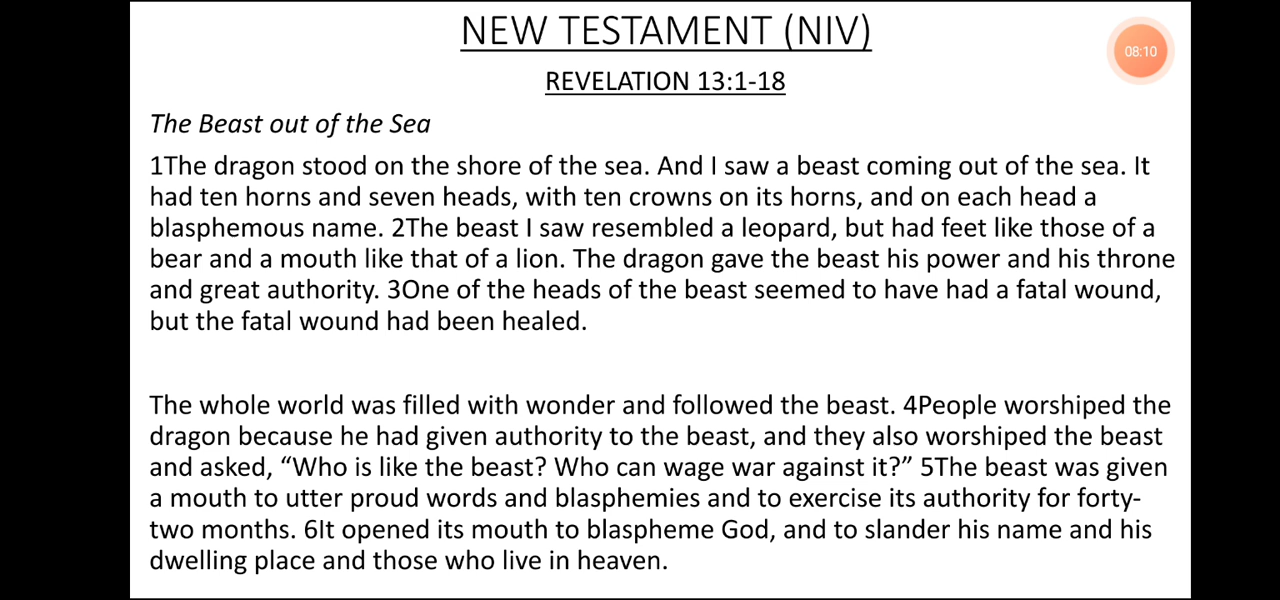 NEW TESTAMENT (NIV)
08:10
REVELATION 13:1-18
The Beast out of the Sea
1The dragon stood on the shore of the sea. And I saw a beast coming out of the sea. It
had ten horns and seven heads, with ten crowns on its horns, and on each head a
blasphemous name. 2The beast I saw resembled a leopard, but had feet like those of a
bear and a mouth like that of a lion. The dragon gave the beast his power and his throne
and great authority. 3One of the heads of the beast seemed to have had a fatal wound,
but the fatal wound had been healed.
The whole world was filled with wonder and followed the beast. 4People worshiped the
dragon because he had given authority to the beast, and they also worshiped the beast
and asked, “Who is like the beast? Who can wage war against it?” 5The beast was given
a mouth to utter proud words and blasphemies and to exercise its authority for forty-
two months. 6It opened its mouth to blaspheme God, and to slander his name and his
dwelling place and those who live in heaven.